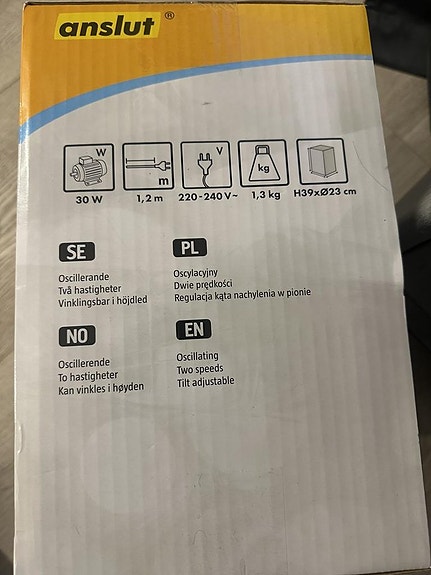 anslut ®
W
m
V
kg
30 W
1,2 m
220-240 V~
1,3 kg
H39xØ23 cm
SE
Oscillerande
Två hastigheter
Vinklingsbar i höjdled
PL
Oscylacyjny
Dwie prędkości
Regulacja kąta nachylenia w pionie
NO
Oscillerende
To hastigheter
Kan vinkles i høyden
EN
Oscillating
Two speeds
Tilt adjustable